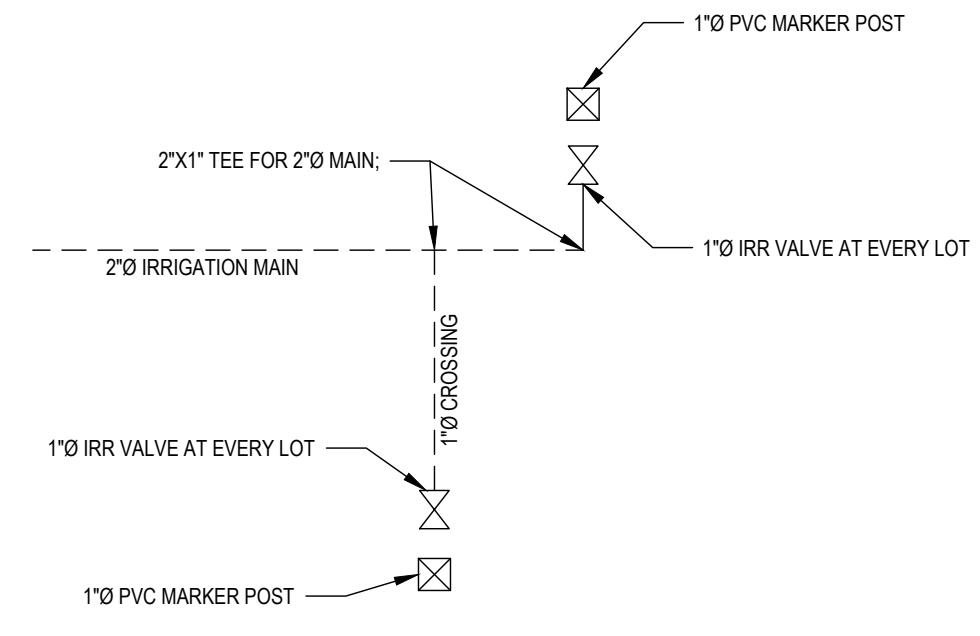 1"Ø PVC MARKER POST
2"X1" TEE FOR 2"Ø MAIN;
1"Ø IRR VALVE AT EVERY LOT
2"Ø IRRIGATION MAIN
1"Ø CROSSING
1"Ø IRR VALVE AT EVERY LOT
1"Ø PVC MARKER POST